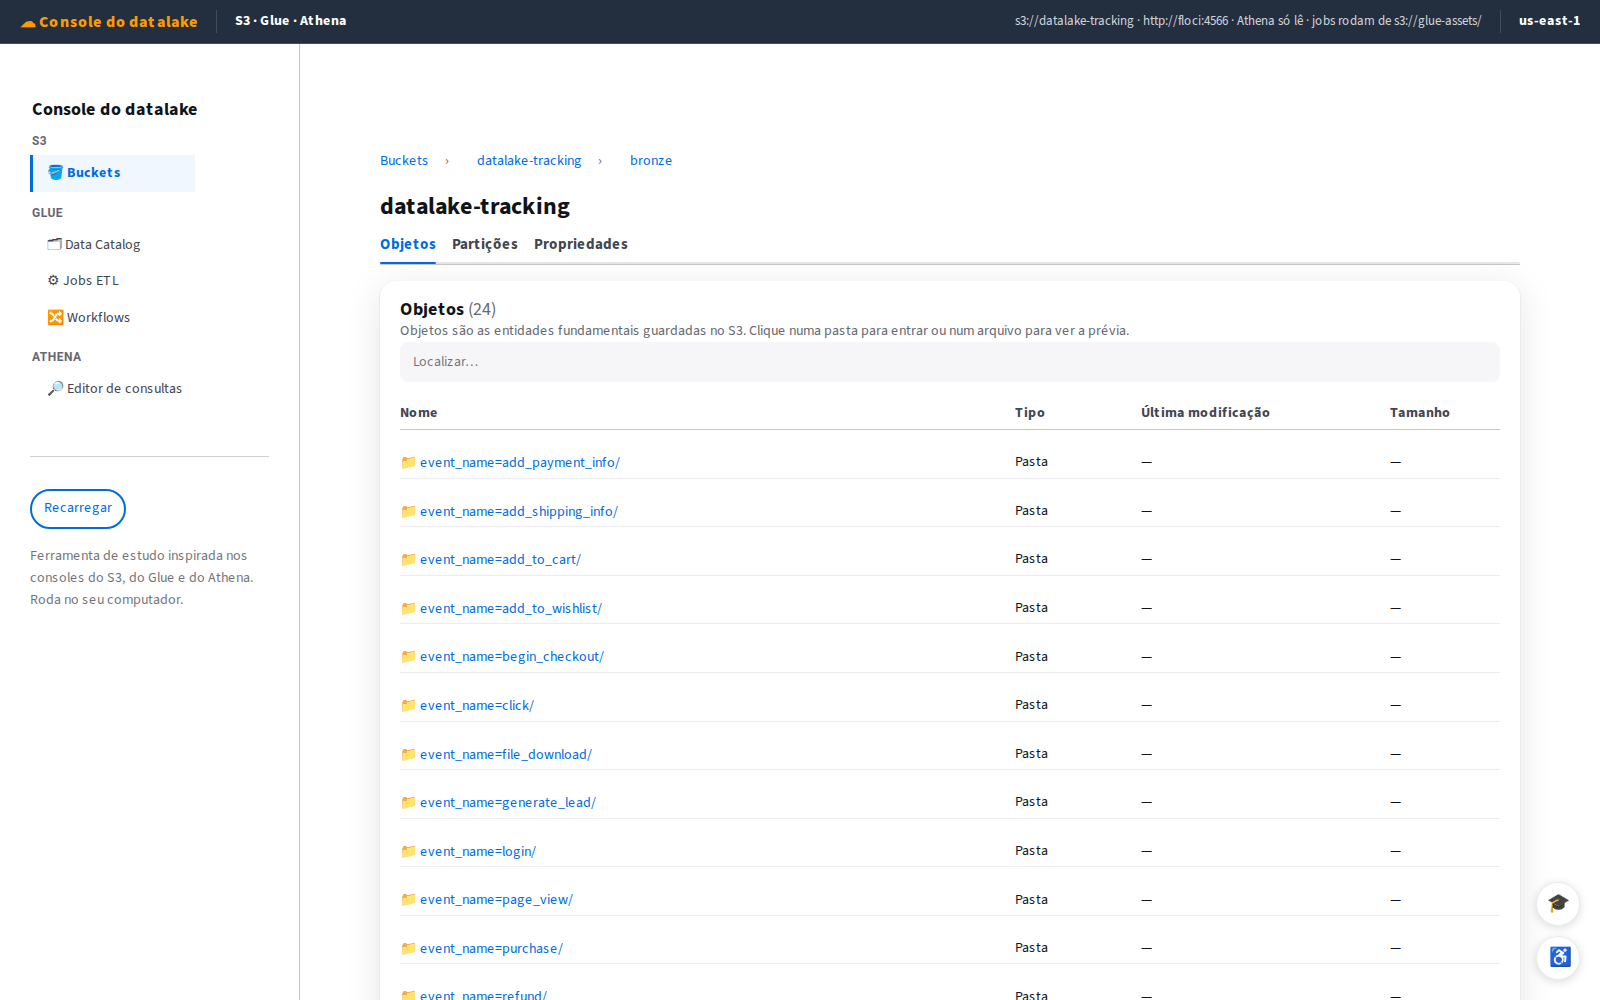 Console do datalake
S3 · Glue · Athena
s3://datalake-tracking · http://floci:4566 · Athena só lê · jobs rodam de s3://glue-assets/
us-east-1
Console do datalake
S3
Buckets
GLUE
Data Catalog
Jobs ETL
Workflows
ATHENA
Editor de consultas
Recarregar
Ferramenta de estudo inspirada nos
consoles do S3, do Glue e do Athena.
Roda no seu computador.
Buckets › datalake-tracking › bronze
datalake-tracking
Objetos Partições Propriedades
Objetos (24)
Objetos são as entidades fundamentais guardadas no S3. Clique numa pasta para entrar ou num arquivo para ver a prévia.
Localizar...
Nome Tipo Última modificação Tamanho
event_name=add_payment_info/ Pasta — —
event_name=add_shipping_info/ Pasta — —
event_name=add_to_cart/ Pasta — —
event_name=add_to_wishlist/ Pasta — —
event_name=begin_checkout/ Pasta — —
event_name=click/ Pasta — —
event_name=file_download/ Pasta — —
event_name=generate_lead/ Pasta — —
event_name=login/ Pasta — —
event_name=page_view/ Pasta — —
event_name=purchase/ Pasta — —
event_name=refund/ Pasta — —